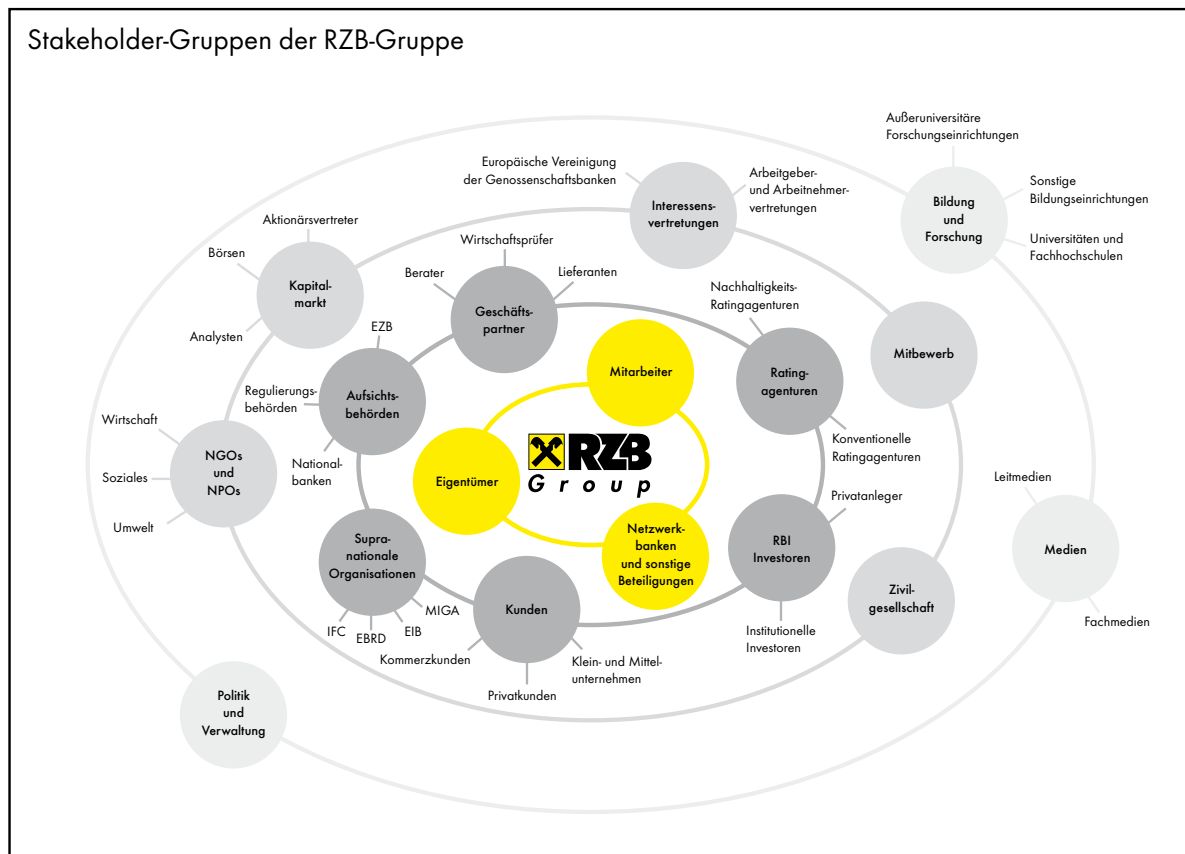 Stakeholder-Gruppen der RZB-Gruppe
Außeruniversitäre
Forschungseinrichtungen
Sonstige
Bildungseinrichtungen
Bildung
und
Forschung
Universitäten und
Fachhochschulen
Europäische Vereinigung
der Genossenschaftsbanken
Interessens-
vertretungen
Arbeitgeber-
und Arbeitnehmer-
vertretungen
Aktionärsvertreter
Börsen
Kapital-
markt
Analysten
Wirtschaftsprüfer
Berater
Lieferanten
Geschäfts-
partner
Nachhaltigkeits-
Ratingagenturen
Rating-
agenturen
Konventionelle
Ratingagenturen
Mitbewerb
EZB
Regulierungs-
behörden
Aufsichts-
behörden
National-
banken
Mitarbeiter
Wirtschaft
Soziales
Umwelt
NGOs
und
NPOs
Eigentümer
RZB
Group
Netzwerk-
banken
und sonstige
Beteiligungen
Privatanleger
RBI
Investoren
Institutionelle
Investoren
Leitmedien
Medien
Fachmedien
Supra-
nationale
Organisationen
IFC
EBRD
EIB
MIGA
Kunden
Kommerzkunden
Privatkunden
Klein- und Mittel-
unternehmen
Zivil-
gesellschaft
Politik
und
Verwaltung